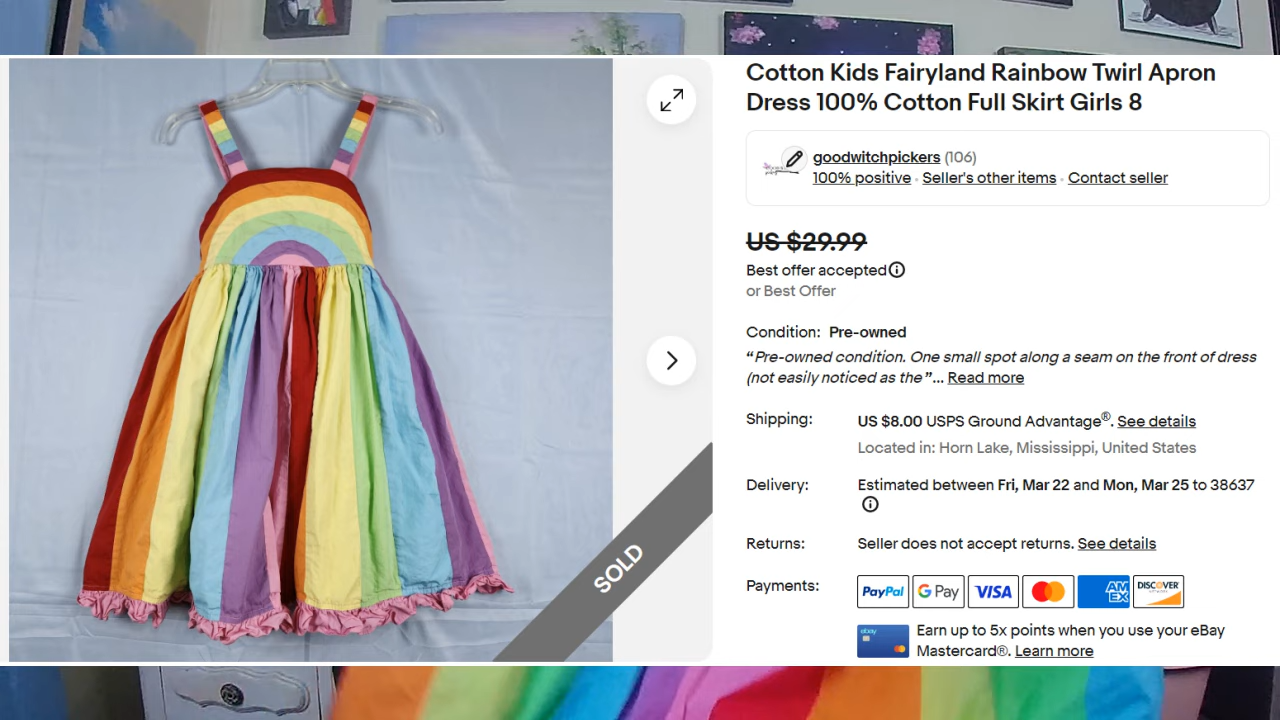 Cotton Kids Fairyland Rainbow Twirl Apron
Dress 100% Cotton Full Skirt Girls 8
goodwitchpickers (106)
100% positive · Seller's other items · Contact seller
US $29.99
Best offer accepted
or Best Offer
Condition: Pre-owned
“Pre-owned condition. One small spot along a seam on the front of dress
(not easily noticed as the”... Read more
Shipping: US $8.00 USPS Ground Advantage®. See details
Located in: Horn Lake, Mississippi, United States
Delivery: Estimated between Fri, Mar 22 and Mon, Mar 25 to 38637
Returns: Seller does not accept returns. See details
Payments: PayPal G Pay VISA AM EX DISCOVER
ebay
Earn up to 5x points when you use your eBay
Mastercard®. Learn more
SOLD